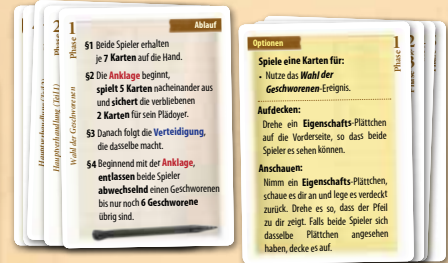 Ablauf
Phase 1
Wahl der Geschworenen
Phase 2
Hauptverhandlung (Teil 1)
§1 Beide Spieler erhalten
je 7 Karten auf die Hand.
§2 Die Anklage beginnt,
spielt 5 Karten nacheinander aus
und sichert die verbliebenen
2 Karten für sein Plädoyer.
§3 Danach folgt die Verteidigung,
die dasselbe macht.
§4 Beginnend mit der Anklage,
entlassen beide Spieler
abwechselnd einen Geschworenen
bis nur noch 6 Geschworene
übrig sind.
Optionen
Phase 1
Spiele eine Karten für:
• Nutze das Wahl der
Geschworenen-Ereignis.
Aufdecken:
Drehe ein Eigenschafts-Plättchen
auf die Vorderseite, so dass beide
Spieler es sehen können.
Anschauen:
Nimm ein Eigenschafts-Plättchen,
schaue es dir an und lege es verdeckt
zurück. Drehe es so, dass der Pfeil
zu dir zeigt. Falls beide Spieler sich
dasselbe Plättchen angesehen
haben, decke es auf.